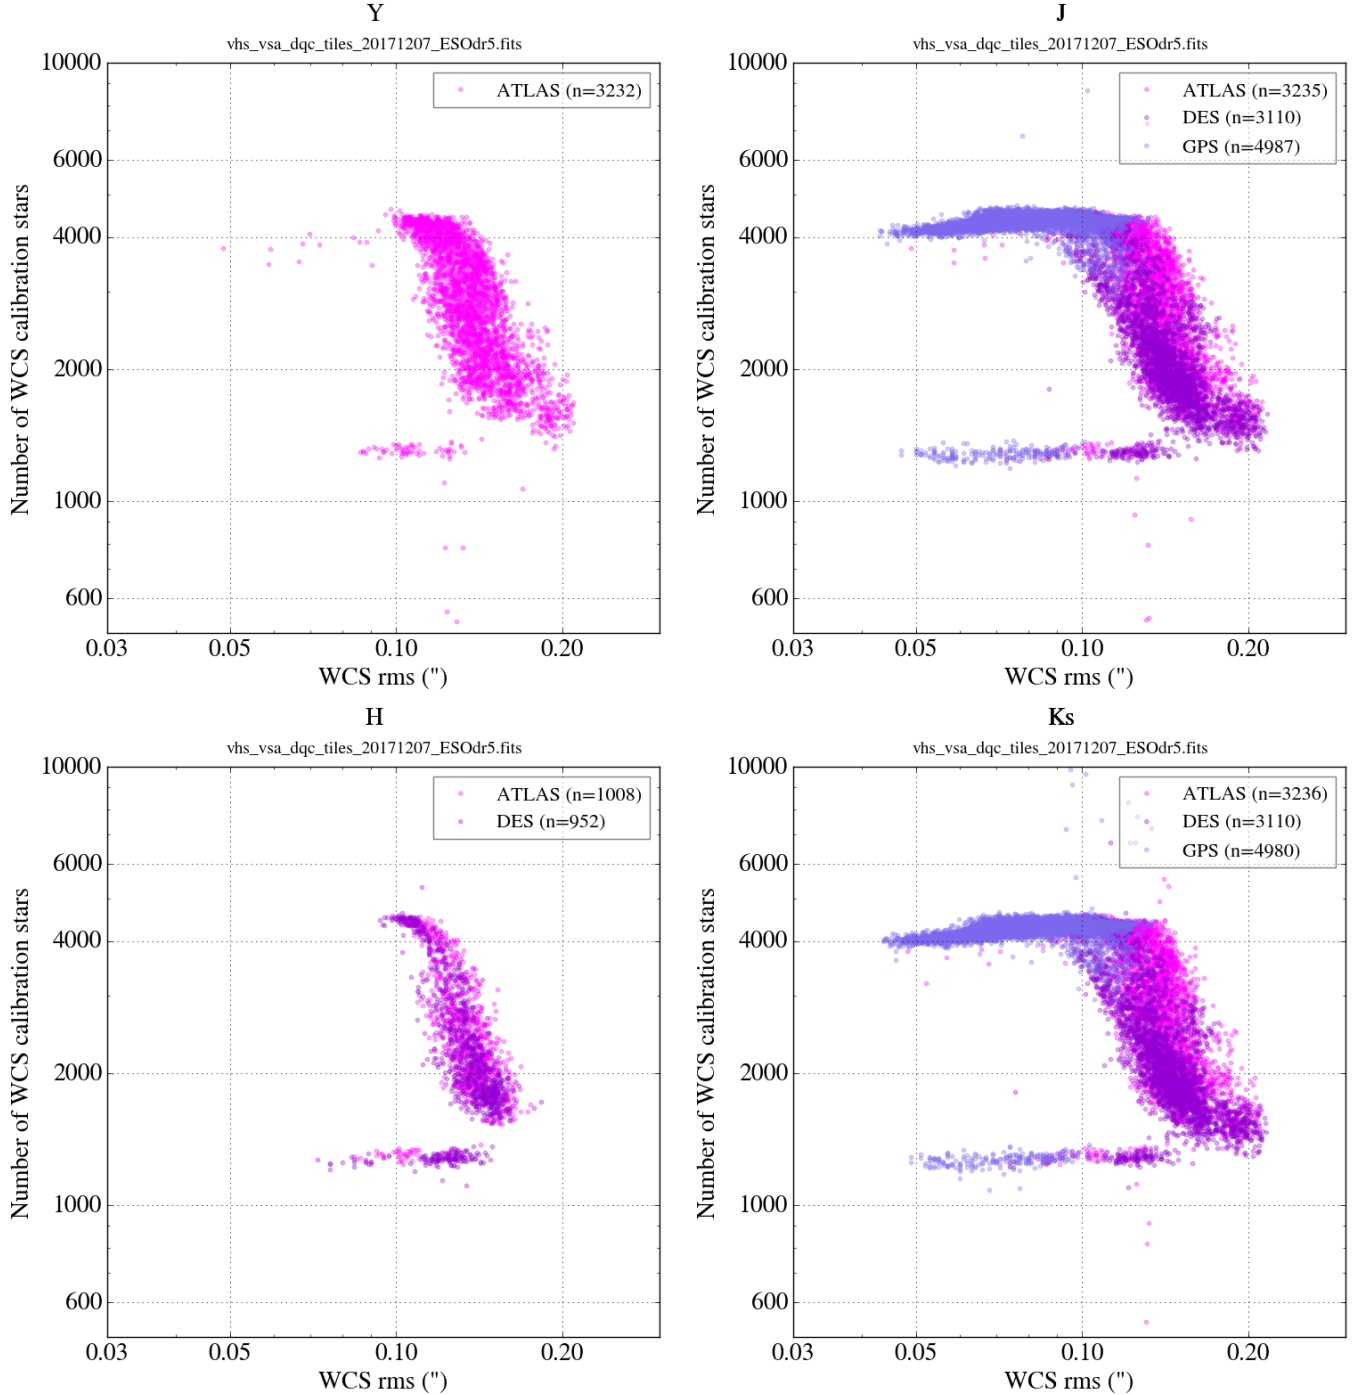 Y
vhs_vsa_dqc_tiles_20171207_ESOdr5.fits
ATLAS (n=3232)
10000
6000
4000
2000
1000
600
Number of WCS calibration stars
0.03 0.05 0.10 0.20
WCS rms (")
J
vhs_vsa_dqc_tiles_20171207_ESOdr5.fits
ATLAS (n=3235)
DES (n=3110)
GPS (n=4987)
10000
6000
4000
2000
1000
600
Number of WCS calibration stars
0.03 0.05 0.10 0.20
WCS rms (")
H
vhs_vsa_dqc_tiles_20171207_ESOdr5.fits
ATLAS (n=1008)
DES (n=952)
10000
6000
4000
2000
1000
600
Number of WCS calibration stars
0.03 0.05 0.10 0.20
WCS rms (")
Ks
vhs_vsa_dqc_tiles_20171207_ESOdr5.fits
ATLAS (n=3236)
DES (n=3110)
GPS (n=4980)
10000
6000
4000
2000
1000
600
Number of WCS calibration stars
0.03 0.05 0.10 0.20
WCS rms (")